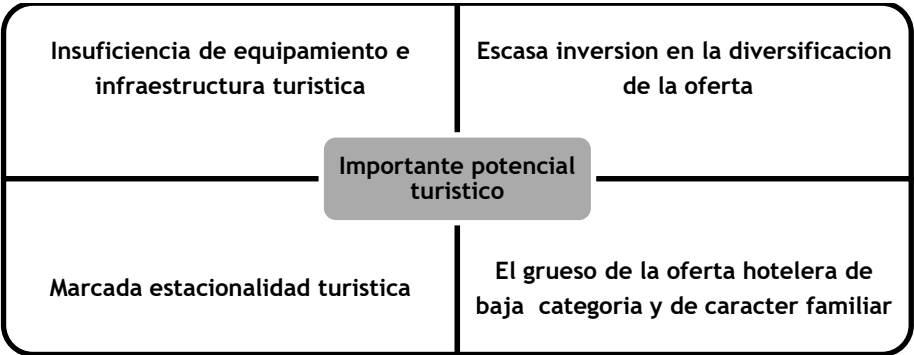 Insuficiencia de equipamiento e
infraestructura turistica
Escasa inversion en la diversificacion
de la oferta
Importante potencial
turistico
Marcada estacionalidad turistica
El grueso de la oferta hotelera de
baja categoria y de caracter familiar